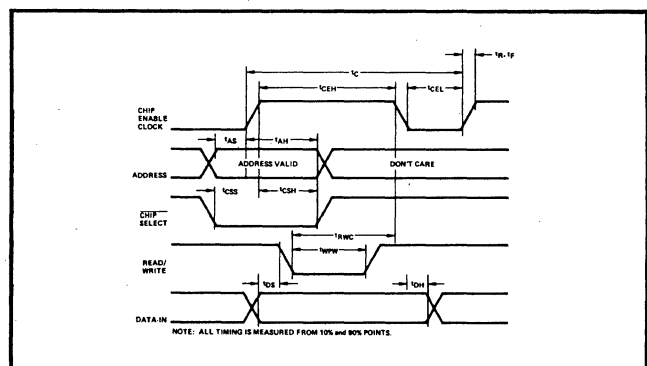 tR, tF
tC
tCEH
tCEL
CHIP
ENABLE
CLOCK
tAS
tAH
ADDRESS
ADDRESS VALID
DON'T CARE
tCSS
tCSH
CHIP
SELECT
tRWC
tWPW
READ/
WRITE
tDS
tDH
DATA-IN
NOTE: ALL TIMING IS MEASURED FROM 10% and 90% POINTS.